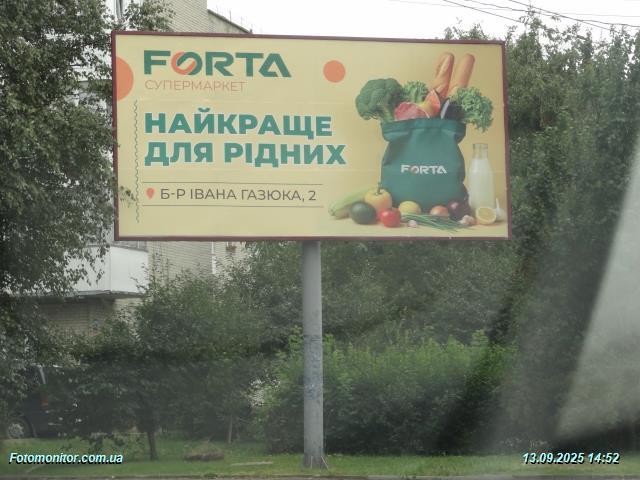 FORTA
СУПЕРМАРКЕТ
НАЙКРАЩЕ
ДЛЯ РІДНИХ
Б-Р ІВАНА ГАЗЮКА, 2
FORTA
Fotomonitor.com.ua
13.09.2025 14:52